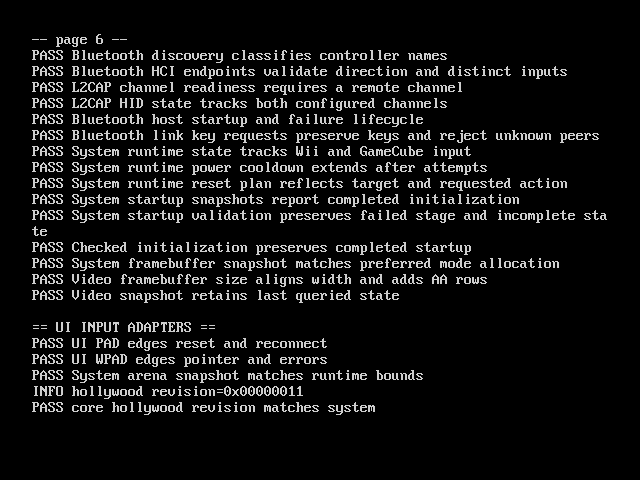 -- page 6 --
PASS Bluetooth discovery classifies controller names
PASS Bluetooth HCI endpoints validate direction and distinct inputs
PASS L2CAP channel readiness requires a remote channel
PASS L2CAP HID state tracks both configured channels
PASS Bluetooth host startup and failure lifecycle
PASS Bluetooth link key requests preserve keys and reject unknown peers
PASS System runtime state tracks Wii and GameCube input
PASS System runtime power cooldown extends after attempts
PASS System runtime reset plan reflects target and requested action
PASS System startup snapshots report completed initialization
PASS System startup validation preserves failed stage and incomplete sta
te
PASS Checked initialization preserves completed startup
PASS System framebuffer snapshot matches preferred mode allocation
PASS Video framebuffer size aligns width and adds AA rows
PASS Video snapshot retains last queried state

== UI INPUT ADAPTERS ==
PASS UI PAD edges reset and reconnect
PASS UI WPAD edges pointer and errors
PASS System arena snapshot matches runtime bounds
INFO hollywood revision=0x00000011
PASS core hollywood revision matches system